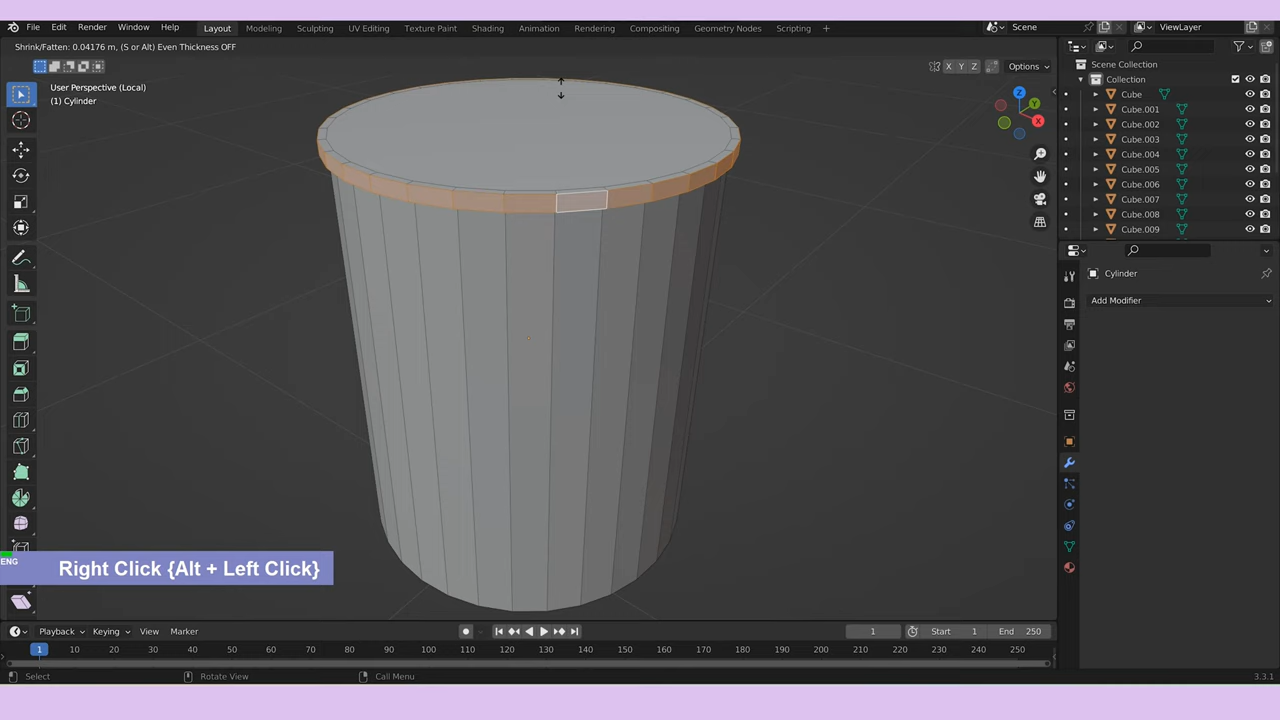 File Edit Render Window Help Layout Modeling Sculpting UV Editing Texture Paint Shading Animation Rendering Compositing Geometry Nodes Scripting + Scene ViewLayer
Shrink/Fatten: 0.04176 m, (S or Alt) Even Thickness OFF
X Y Z Options
User Perspective (Local)
(1) Cylinder
Scene Collection
Collection
Cube
Cube.001
Cube.002
Cube.003
Cube.004
Cube.005
Cube.006
Cube.007
Cube.008
Cube.009
Z
Y
X
Cylinder
Add Modifier
ENG
Right Click {Alt + Left Click}
Playback Keying View Marker 1 Start 1 End 250
1 10 20 30 40 50 60 70 80 90 100 110 120 130 140 150 160 170 180 190 200 210 220 230 240 250
Select Rotate View Call Menu 3.3.1